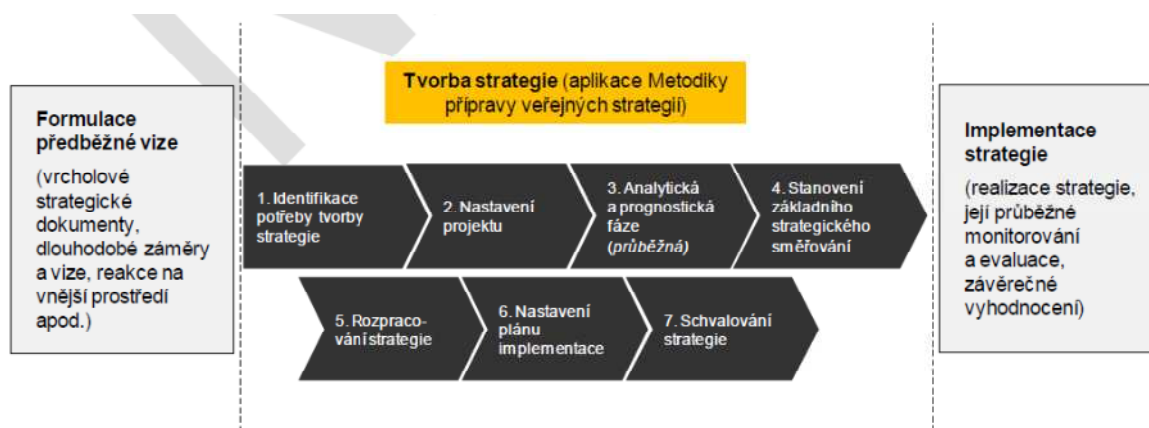 Tvorba strategie (aplikace Metodiky
přípravy veřejných strategií)
Formulace
předběžné vize
(vrcholové
strategické
dokumenty,
dlouhodobé záměry
a vize, reakce na
vnější prostředí
apod.)
1. Identifikace
potřeby tvorby
strategie
2. Nastavení
projektu
3. Analytická
a prognostická
fáze
(průběžná)
4. Stanovení
základního
strategického
směřování
5. Rozpraco-
vání strategie
6. Nastavení
plánu
implementace
7. Schvalování
strategie
Implementace
strategie
(realizace strategie,
její průběžné
monitorování
a evaluace,
závěrečné
vyhodnocení)